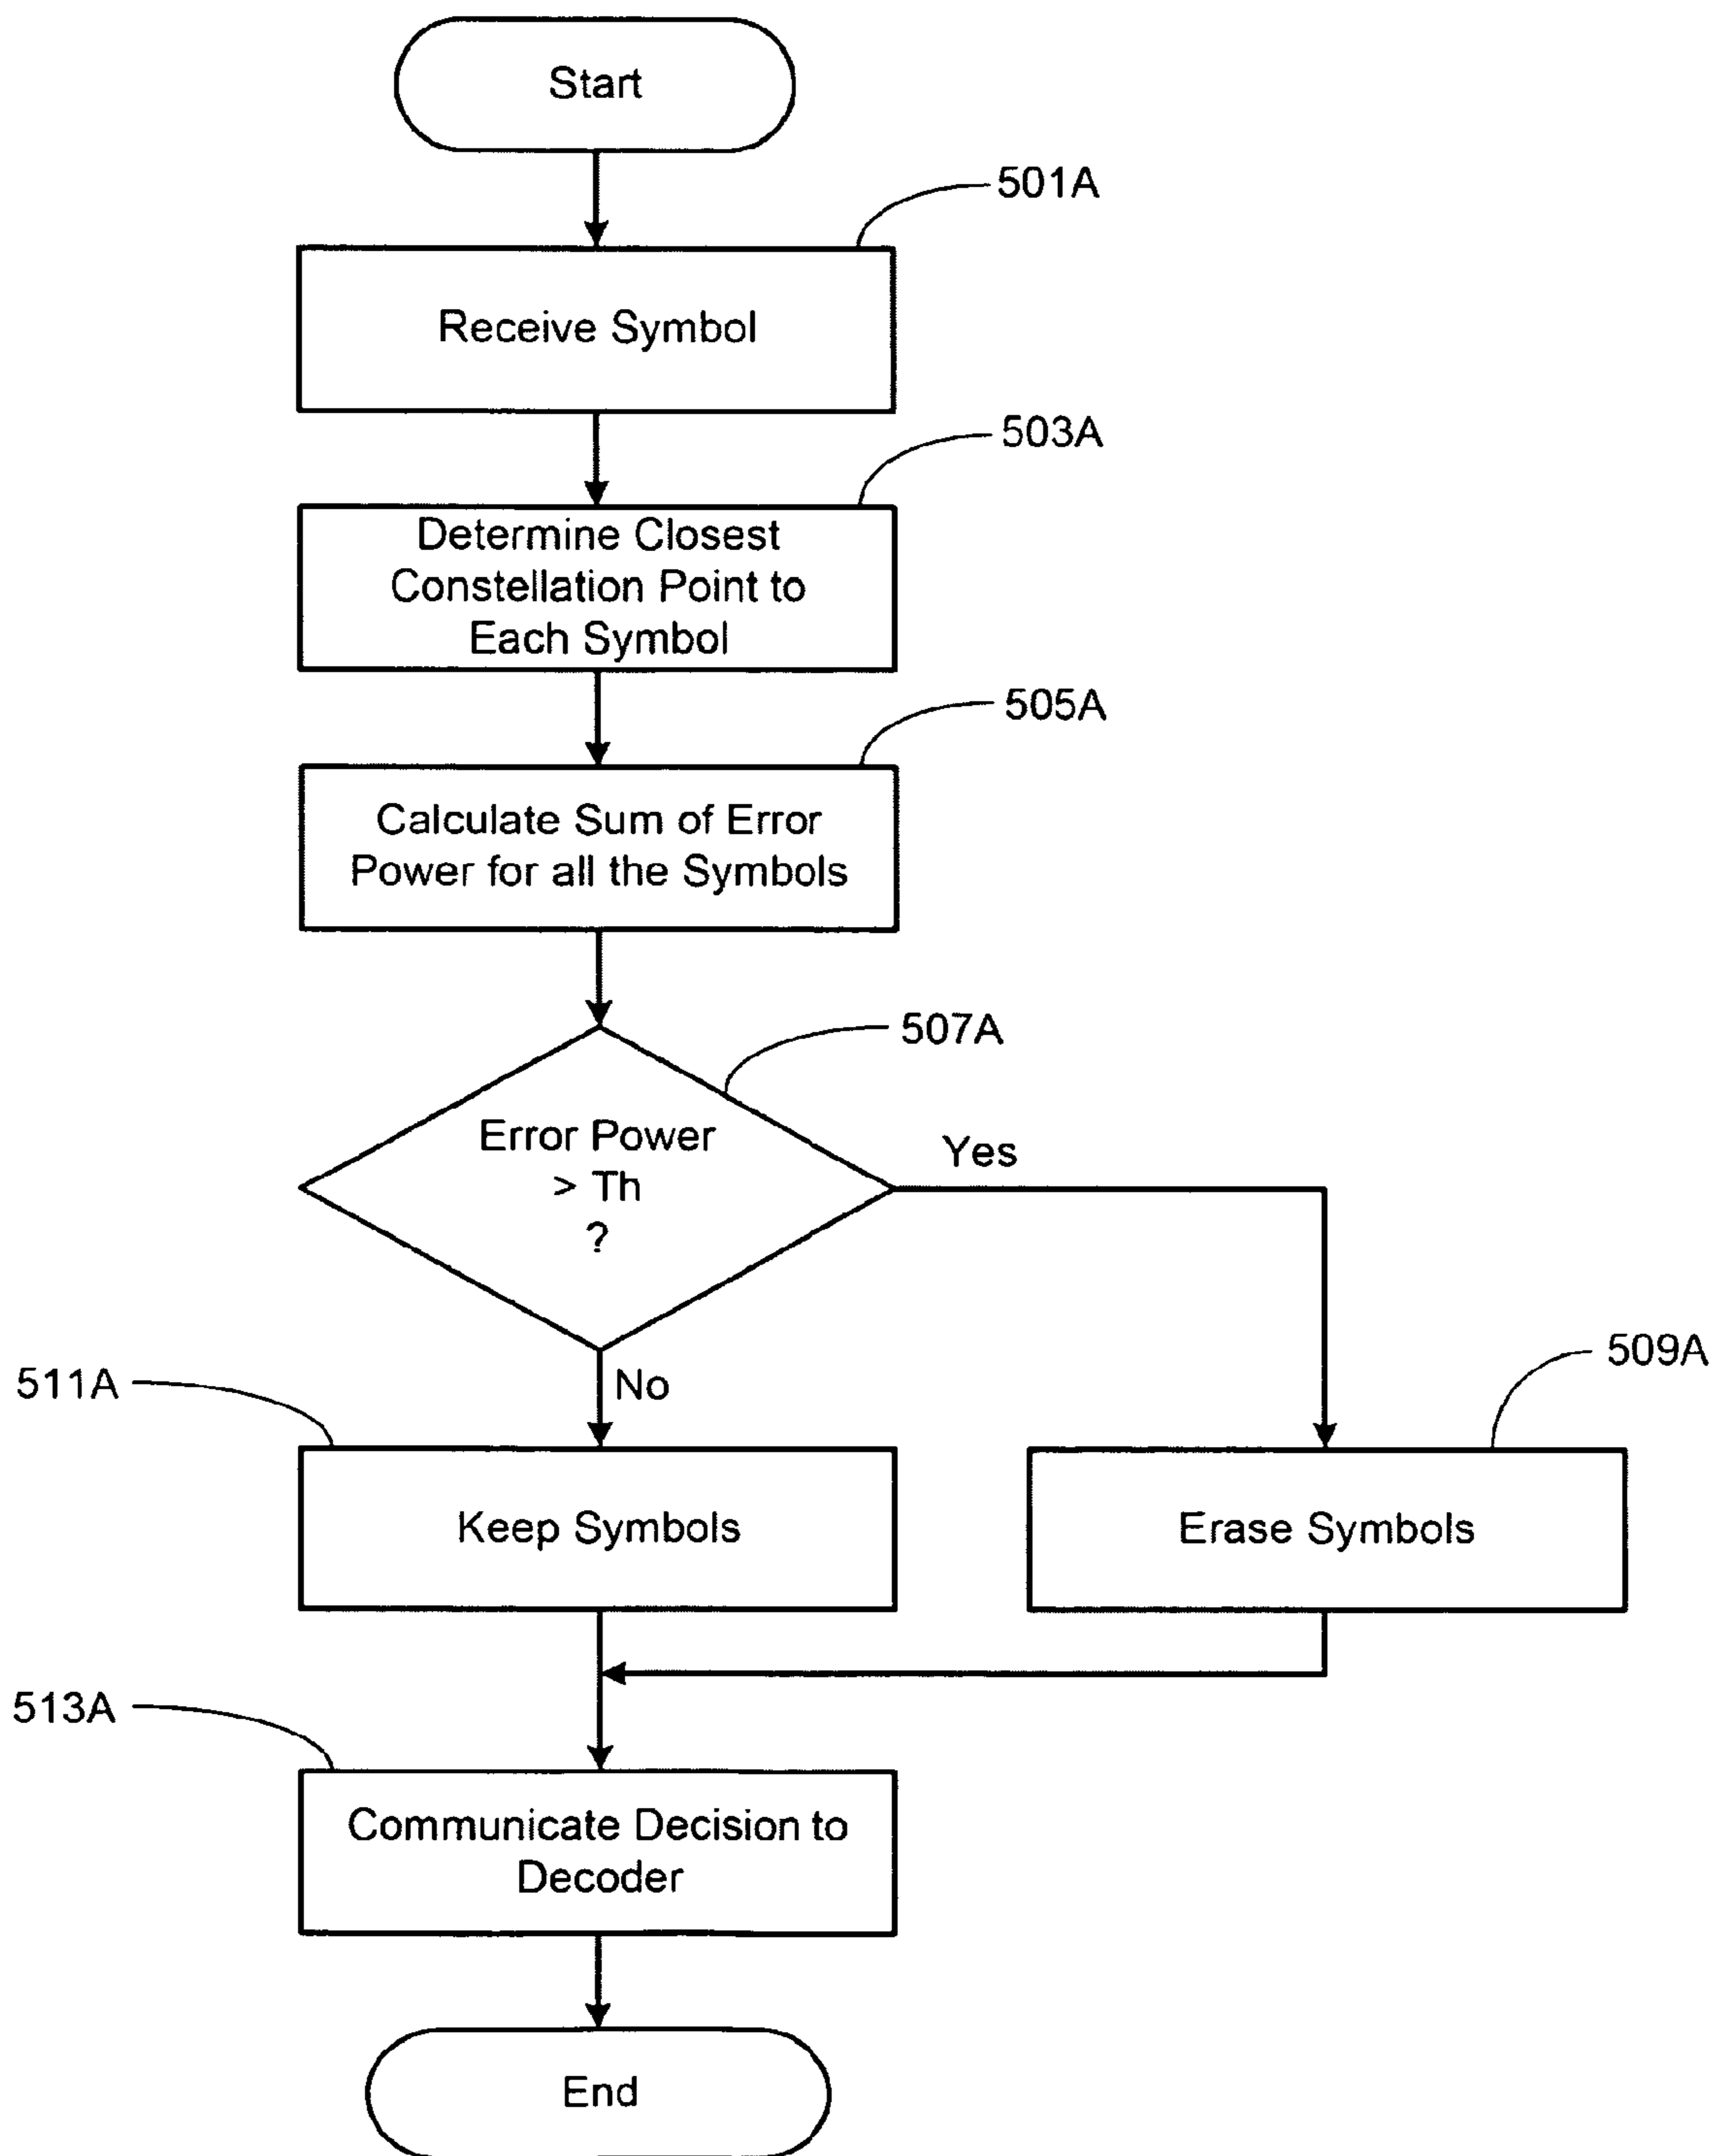 Start
501A
Receive Symbol
503A
Determine Closest
Constellation Point to
Each Symbol
505A
Calculate Sum of Error
Power for all the Symbols
507A
Error Power
> Th
?
Yes
No
511A
509A
Keep Symbols
Erase Symbols
513A
Communicate Decision to
Decoder
End